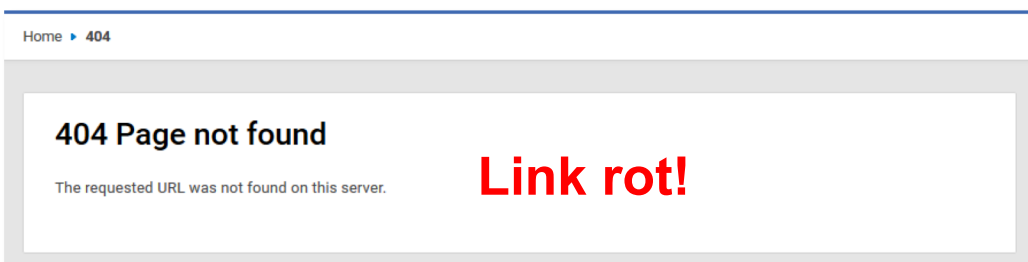 Home ▸ 404
404 Page not found
The requested URL was not found on this server.
Link rot!